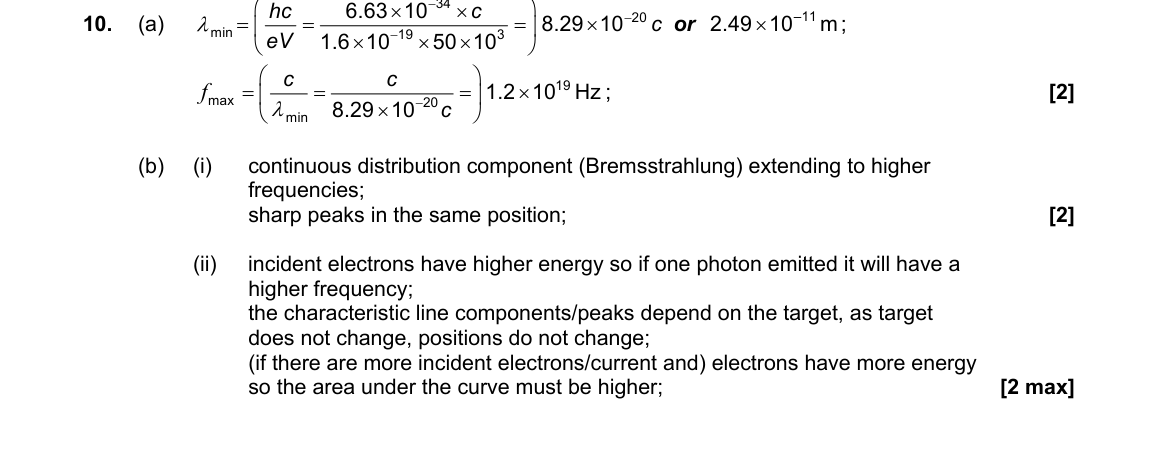 10. (a) λmin = (hc/eV = 6.63×10⁻³⁴ × c / 1.6×10⁻¹⁹ × 50×10³ =) 8.29×10⁻²⁰ c or 2.49×10⁻¹¹ m;
fmax = (c/λmin = c / 8.29×10⁻²⁰ c =) 1.2×10¹⁹ Hz; [2]
(b) (i) continuous distribution component (Bremsstrahlung) extending to higher
frequencies;
sharp peaks in the same position; [2]
(ii) incident electrons have higher energy so if one photon emitted it will have a
higher frequency;
the characteristic line components/peaks depend on the target, as target
does not change, positions do not change;
(if there are more incident electrons/current and) electrons have more energy
so the area under the curve must be higher; [2 max]